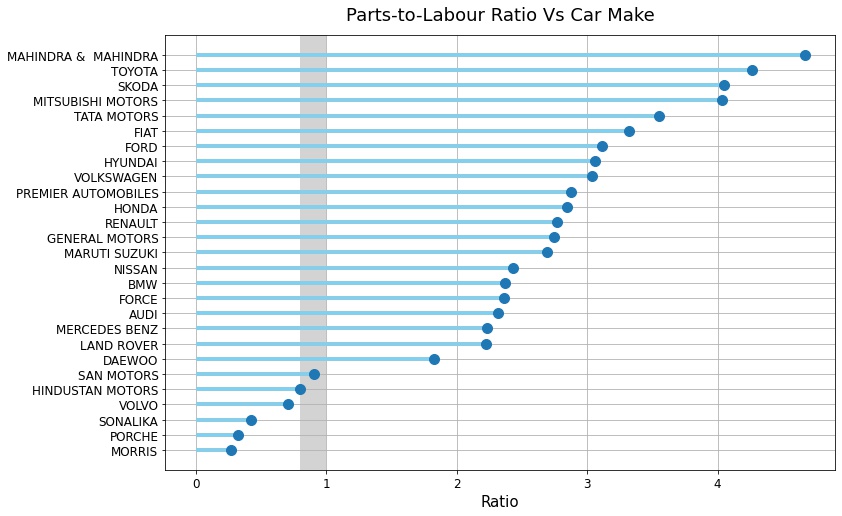 Parts-to-Labour Ratio Vs Car Make
MAHINDRA &  MAHINDRA
TOYOTA
SKODA
MITSUBISHI MOTORS
TATA MOTORS
FIAT
FORD
HYUNDAI
VOLKSWAGEN
PREMIER AUTOMOBILES
HONDA
RENAULT
GENERAL MOTORS
MARUTI SUZUKI
NISSAN
BMW
FORCE
AUDI
MERCEDES BENZ
LAND ROVER
DAEWOO
SAN MOTORS
HINDUSTAN MOTORS
VOLVO
SONALIKA
PORCHE
MORRIS
0 1 2 3 4
Ratio